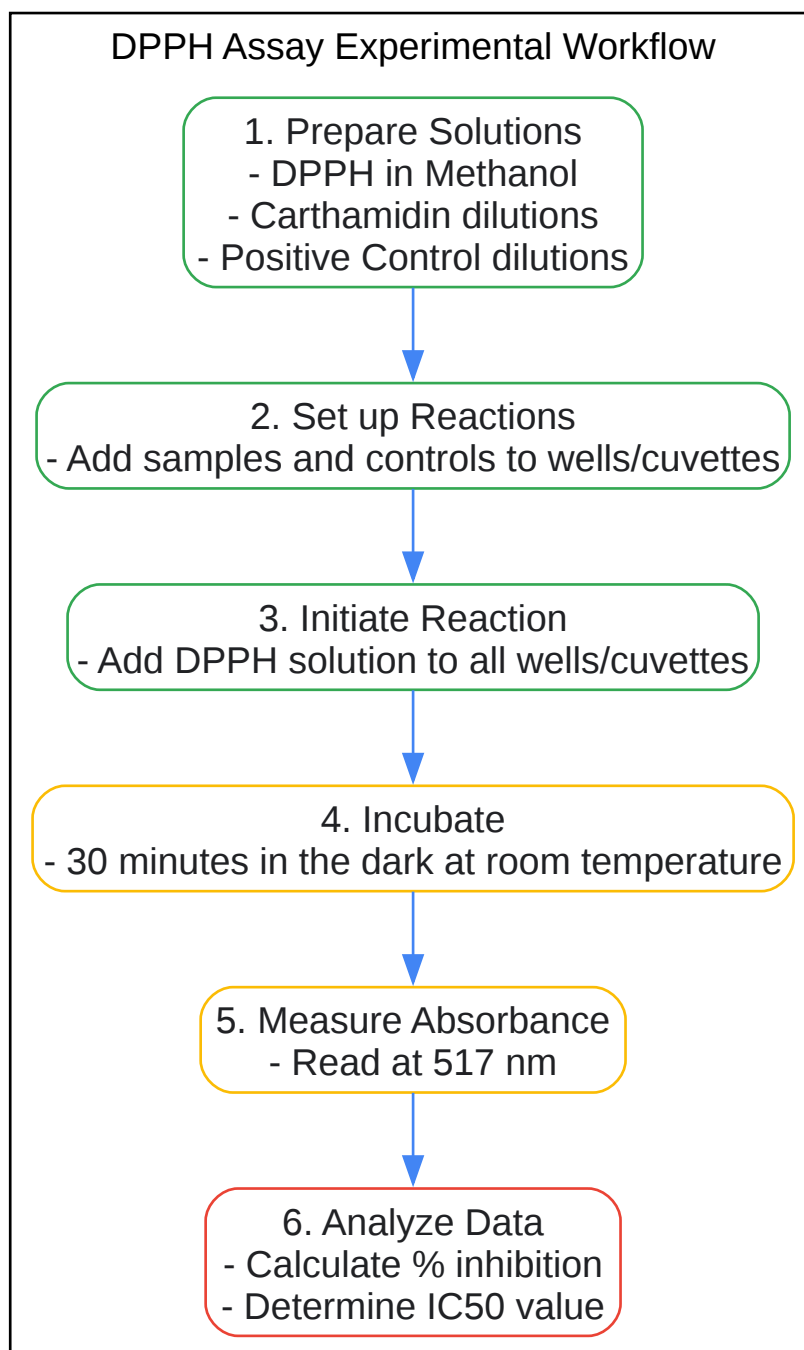 DPPH Assay Experimental Workflow
1. Prepare Solutions
- DPPH in Methanol
- Carthamidin dilutions
- Positive Control dilutions
2. Set up Reactions
- Add samples and controls to wells/cuvettes
3. Initiate Reaction
- Add DPPH solution to all wells/cuvettes
4. Incubate
- 30 minutes in the dark at room temperature
5. Measure Absorbance
- Read at 517 nm
6. Analyze Data
- Calculate % inhibition
- Determine IC50 value